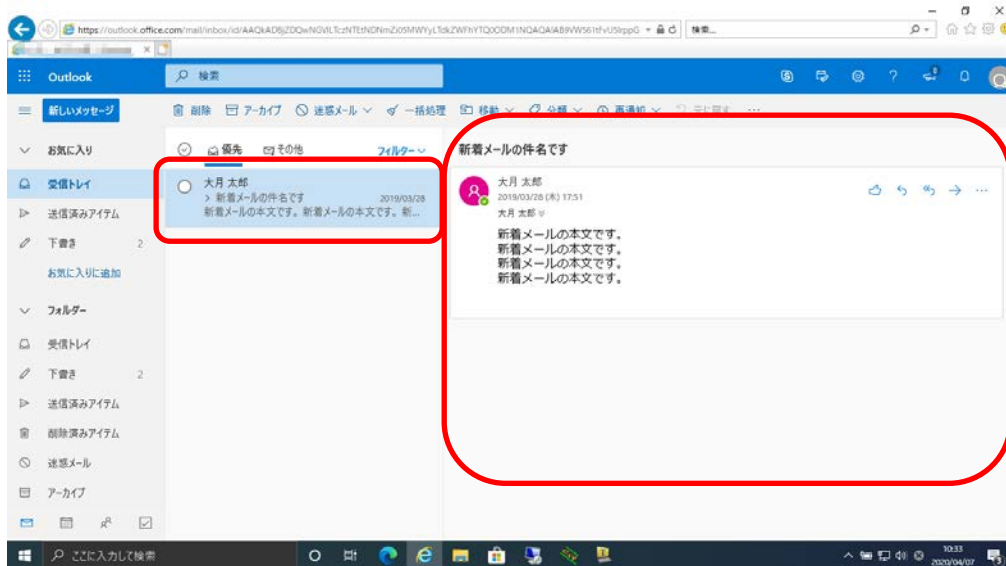 検索...
Outlook
検索
新しいメッセージ
削除 アーカイブ 迷惑メール 一括処理 移動 分類 再通知 元に戻す ...
お気に入り
受信トレイ
送信済みアイテム
下書き 2
お気に入りに追加
フォルダー
受信トレイ
下書き 2
送信済みアイテム
削除済みアイテム
迷惑メール
アーカイブ
優先 その他 フィルター
大月 太郎
> 新着メールの件名です 2019/03/28
新着メールの本文です。新着メールの本文です。新...
新着メールの件名です
大月 太郎
2019/03/28 (木) 17:51
大月 太郎
新着メールの本文です。
新着メールの本文です。
新着メールの本文です。
新着メールの本文です。
ここに入力して検索
10:33
2020/04/07